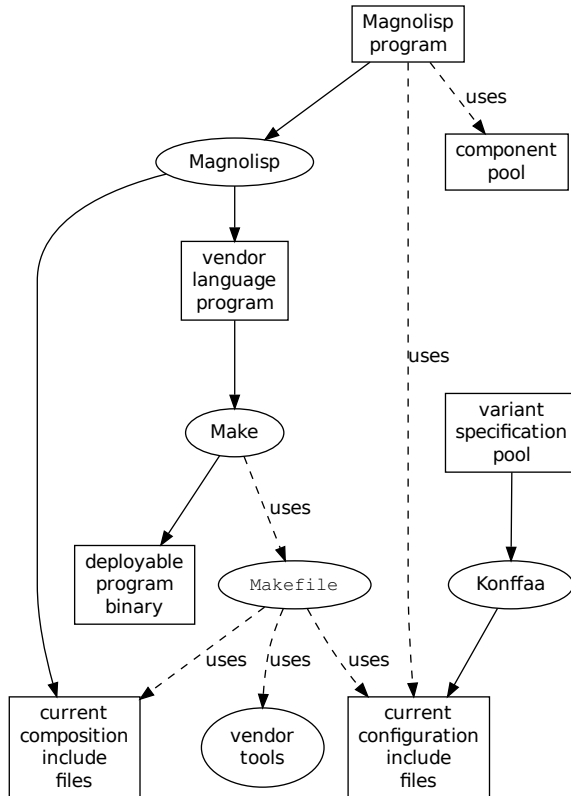 Magnolisp
program
uses
Magnolisp
component
pool
vendor
language
program
uses
variant
specification
pool
Make
uses
deployable
program
binary
Makefile
Konffaa
uses
uses
uses
current
composition
include
files
vendor
tools
current
configuration
include
files